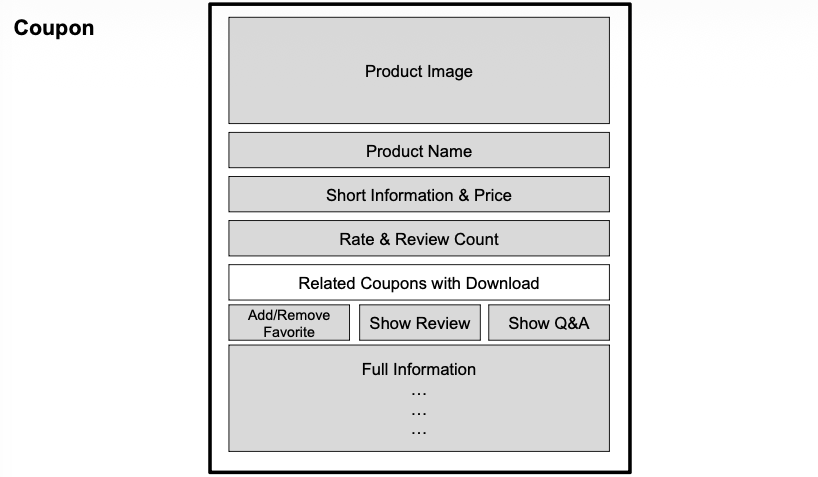 Coupon
Product Image
Product Name
Short Information & Price
Rate & Review Count
Related Coupons with Download
Add/Remove
Favorite
Show Review
Show Q&A
Full Information
...
...
...